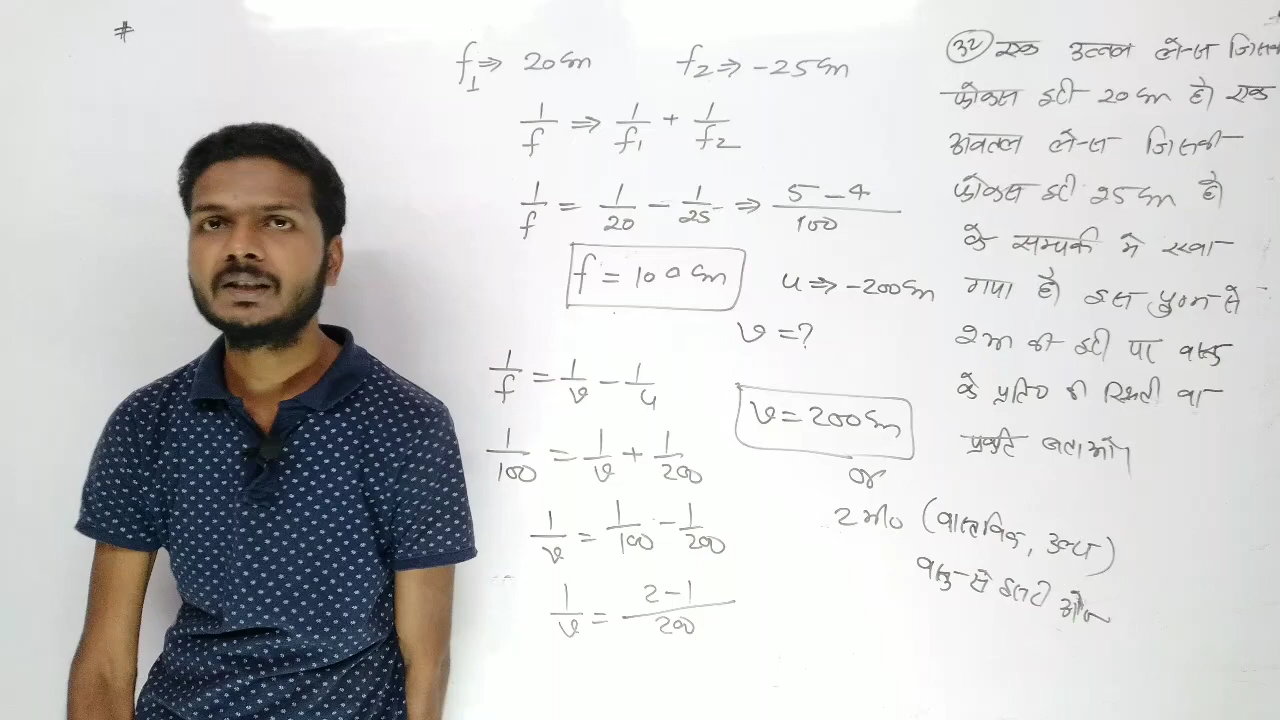 #
f₁ ⇒ 20cm f₂ ⇒ -25cm
1/f ⇒ 1/f₁ + 1/f₂
1/f = 1/20 - 1/25 ⇒ (5-4)/100
f = 100cm
u ⇒ -200cm
v = ?
1/f = 1/v - 1/u
1/100 = 1/v + 1/200
v = 200cm
or
1/v = 1/100 - 1/200
2मी० (वास्तविक, उल्टा)
वस्तु से दूसरी ओर
1/v = (2-1)/200
(32) एक उत्तल लेन्स जिसकी
फोकस दूरी 20cm है। एक
अवतल लेन्स जिसकी
फोकस दूरी 25cm है
के सम्पर्क में रखा
गया है। इस युग्म से
2m की दूरी पर वस्तु
के प्रतिब की स्थिती वा
प्रकृति बताओ।